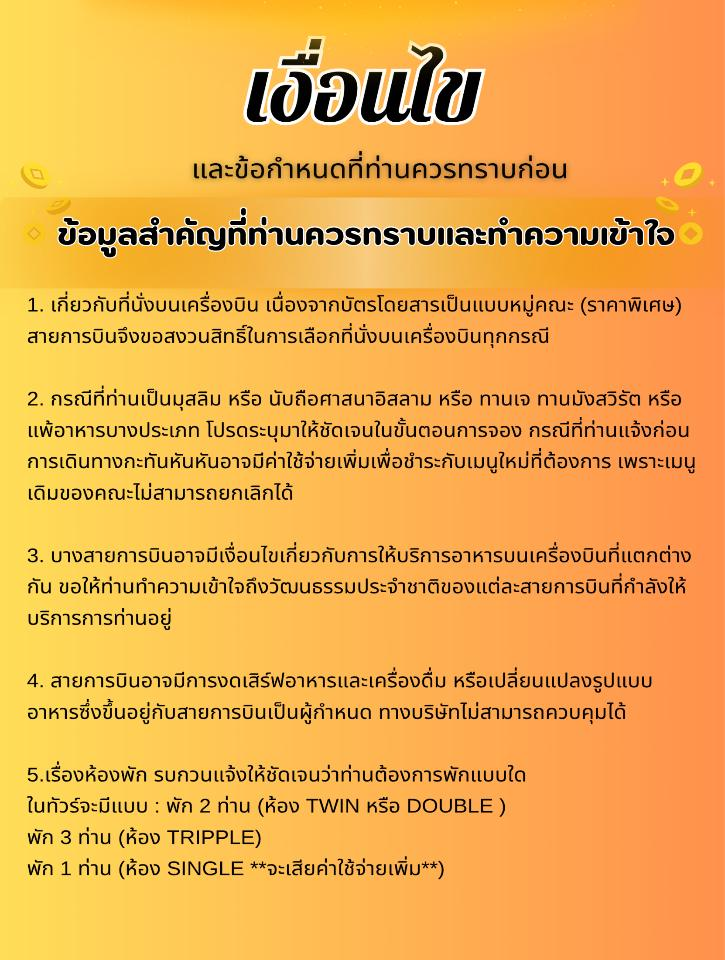 เงื่อนไข
และข้อกำหนดที่ท่านควรทราบก่อน
ข้อมูลสำคัญที่ท่านควรทราบและทำความเข้าใจ
1. เกี่ยวกับที่นั่งบนเครื่องบิน เนื่องจากบัตรโดยสารเป็นแบบหมู่คณะ (ราคาพิเศษ)
สายการบินจึงขอสงวนสิทธิ์ในการเลือกที่นั่งบนเครื่องบินทุกกรณี
2. กรณีที่ท่านเป็นมุสลิม หรือ นับถือศาสนาอิสลาม หรือ ทานเจ ทานมังสวิรัต หรือ
แพ้อาหารบางประเภท โปรดระบุมาให้ชัดเจนในขั้นตอนการจอง กรณีที่ท่านแจ้งก่อน
การเดินทางกะทันหันหันอาจมีค่าใช้จ่ายเพิ่มเพื่อชำระกับเมนูใหม่ที่ต้องการ เพราะเมนู
เดิมของคณะไม่สามารถยกเลิกได้
3. บางสายการบินอาจมีเงื่อนไขเกี่ยวกับการให้บริการอาหารบนเครื่องบินที่แตกต่าง
กัน ขอให้ท่านทำความเข้าใจถึงวัฒนธรรมประจำชาติของแต่ละสายการบินที่กำลังให้
บริการการท่านอยู่
4. สายการบินอาจมีการงดเสิร์ฟอาหารและเครื่องดื่ม หรือเปลี่ยนแปลงรูปแบบ
อาหารซึ่งขึ้นอยู่กับสายการบินเป็นผู้กำหนด ทางบริษัทไม่สามารถควบคุมได้
5.เรื่องห้องพัก รบกวนแจ้งให้ชัดเจนว่าท่านต้องการพักแบบใด
ในทัวร์จะมีแบบ : พัก 2 ท่าน (ห้อง TWIN หรือ DOUBLE )
พัก 3 ท่าน (ห้อง TRIPPLE)
พัก 1 ท่าน (ห้อง SINGLE **จะเสียค่าใช้จ่ายเพิ่ม**)